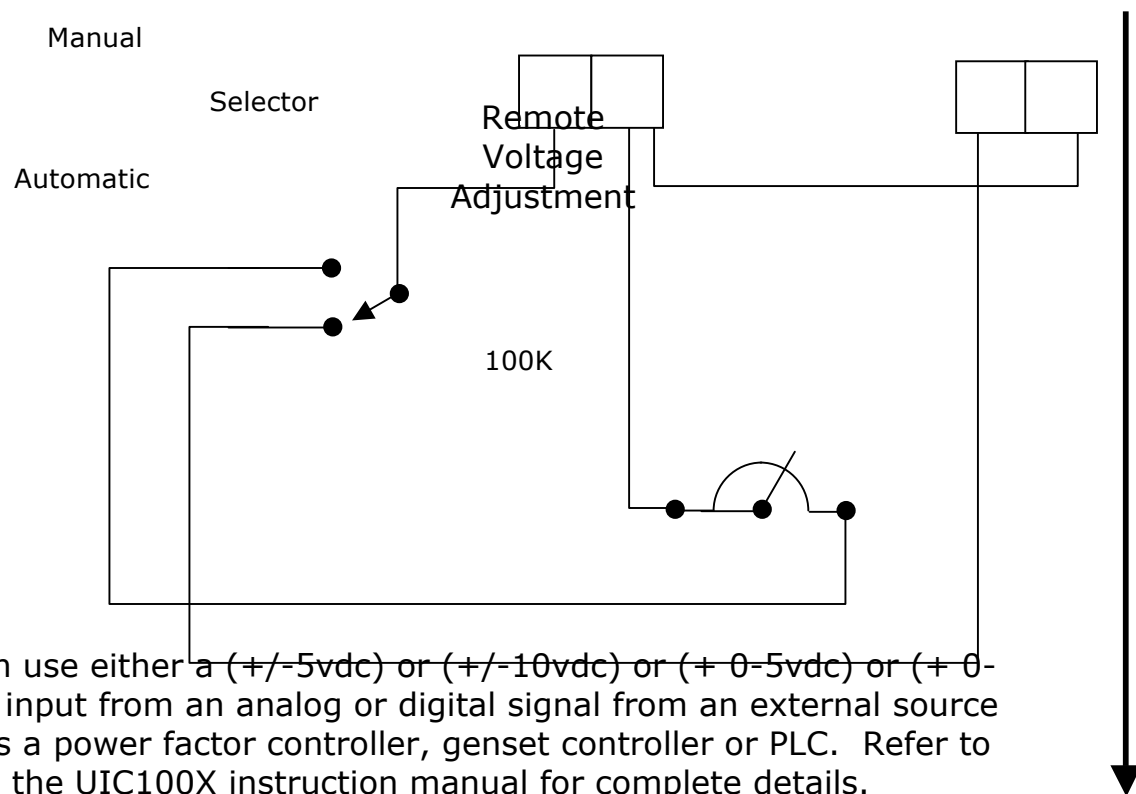 Manual
Selector
Remote
Voltage
Automatic
Adjustment
100K
use either a (+/-5vdc) or (+/-10vdc) or (+ 0-5vdc) or (+ 0-
input from an analog or digital signal from an external source
a power factor controller, genset controller or PLC. Refer to
the UIC100X instruction manual for complete details.